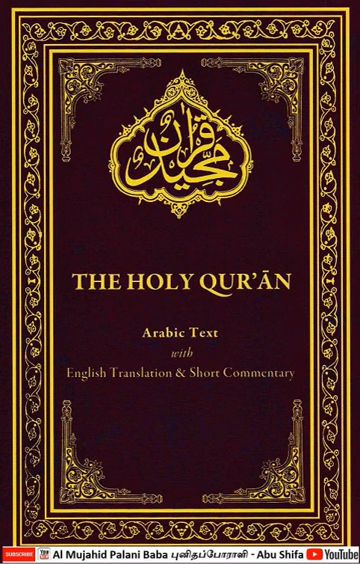 قرآن مجید
THE HOLY QUR'ĀN
Arabic Text
with
English Translation & Short Commentary
SUBSCRIBE Al Mujahid Palani Baba புனிதப்போராளி - Abu Shifa YouTube